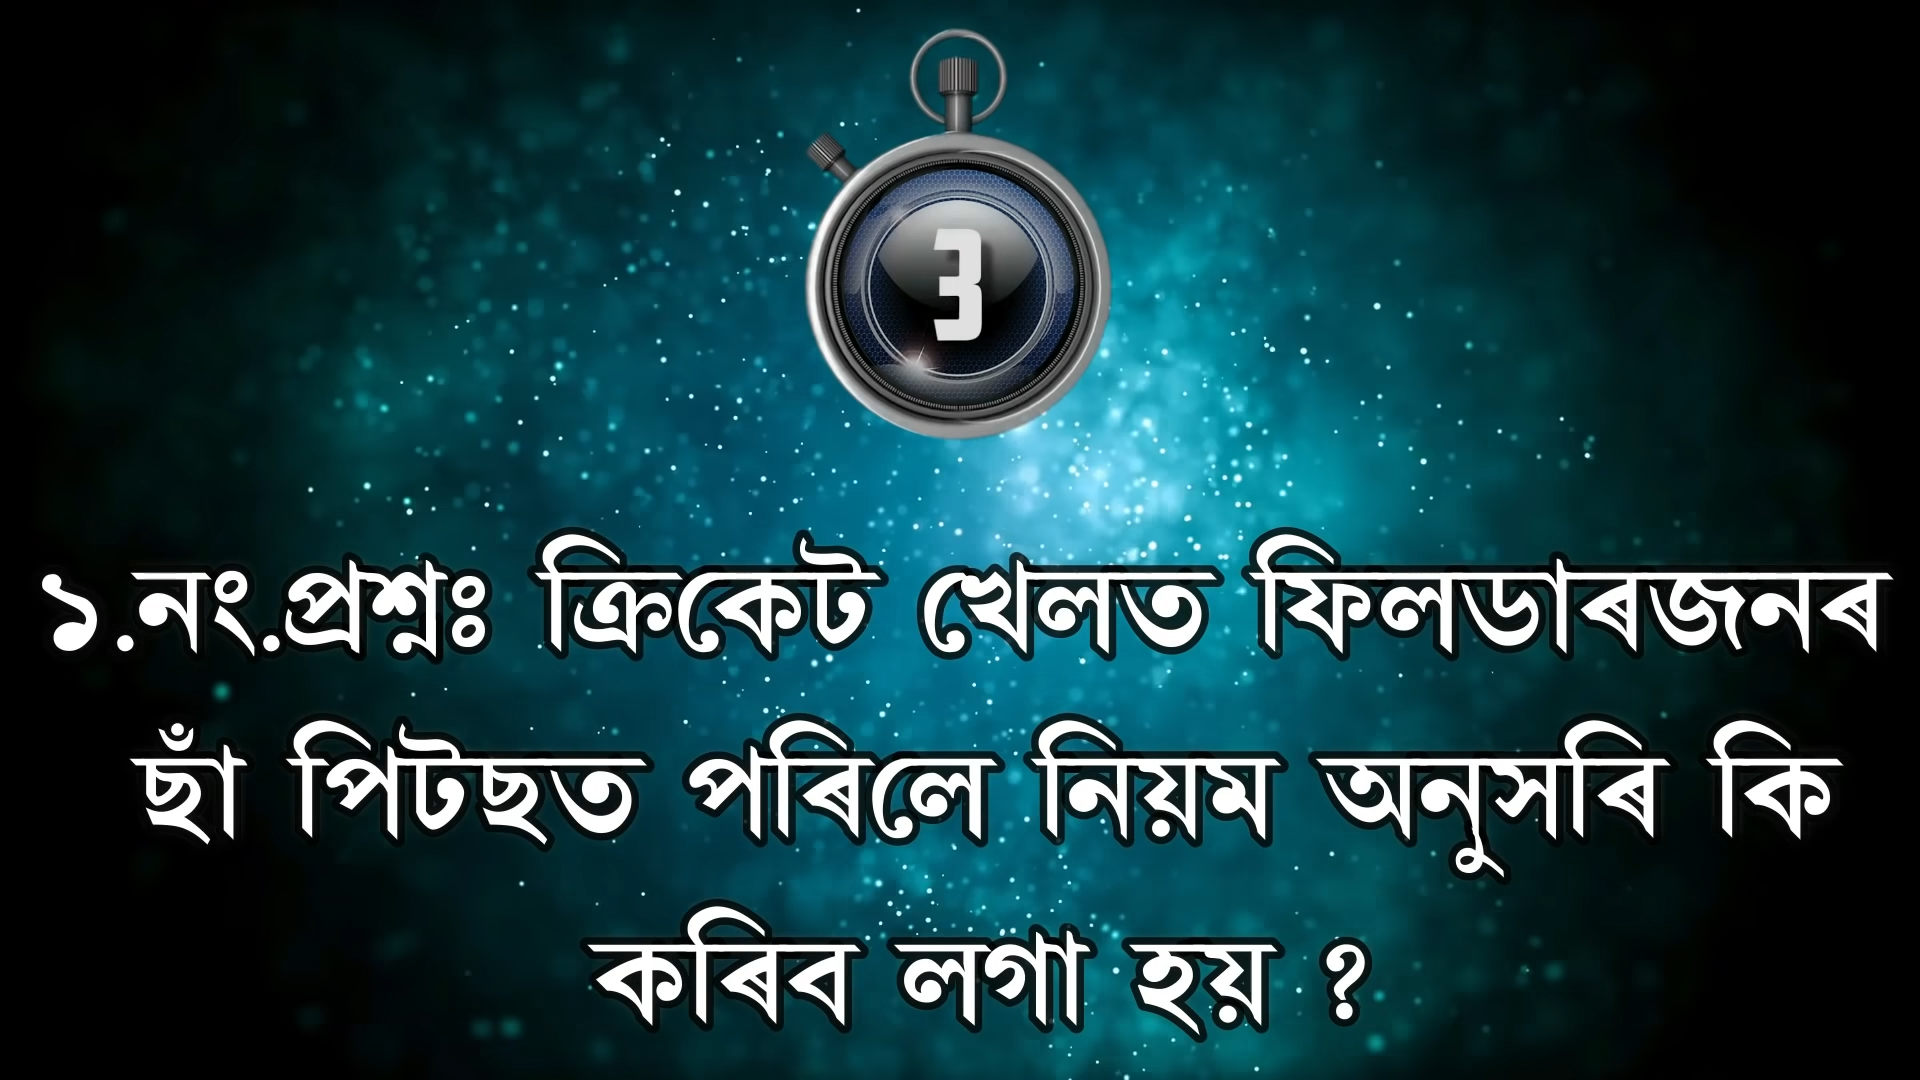 3
১.নং.প্ৰশ্নঃ ক্ৰিকেট খেলত ফিলডাৰজনৰ
ছাঁ পিটছত পৰিলে নিয়ম অনুসৰি কি
কৰিব লগা হয় ?